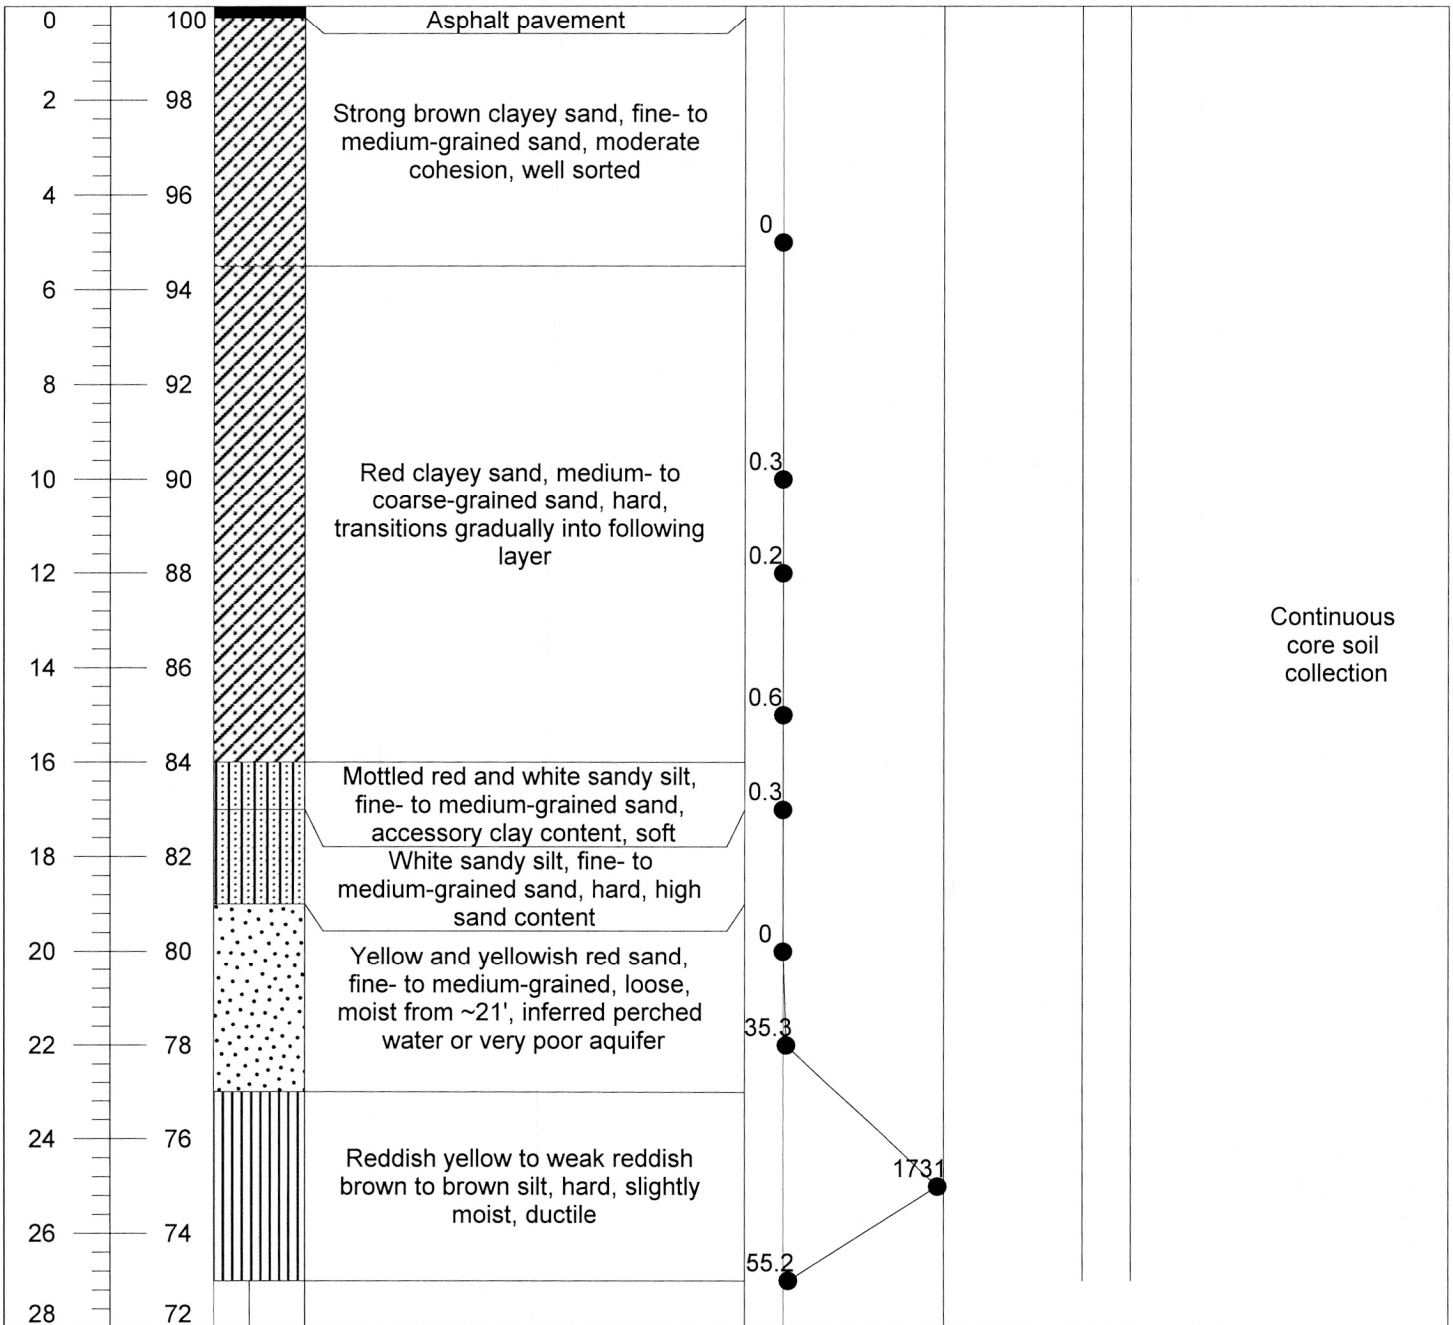 0 100 Asphalt pavement
2 98
Strong brown clayey sand, fine- to
medium-grained sand, moderate
cohesion, well sorted
4 96
0
6 94
8 92
0.3
10 90
Red clayey sand, medium- to
coarse-grained sand, hard,
transitions gradually into following
layer
0.2
12 88
Continuous
core soil
collection
14 86
0.6
16 84
Mottled red and white sandy silt,
fine- to medium-grained sand,
accessory clay content, soft
0.3
18 82
White sandy silt, fine- to
medium-grained sand, hard, high
sand content
0
20 80
Yellow and yellowish red sand,
fine- to medium-grained, loose,
moist from ~21', inferred perched
water or very poor aquifer
35.3
22 78
24 76
Reddish yellow to weak reddish
brown to brown silt, hard, slightly
moist, ductile
1731
26 74
55.2
28 72